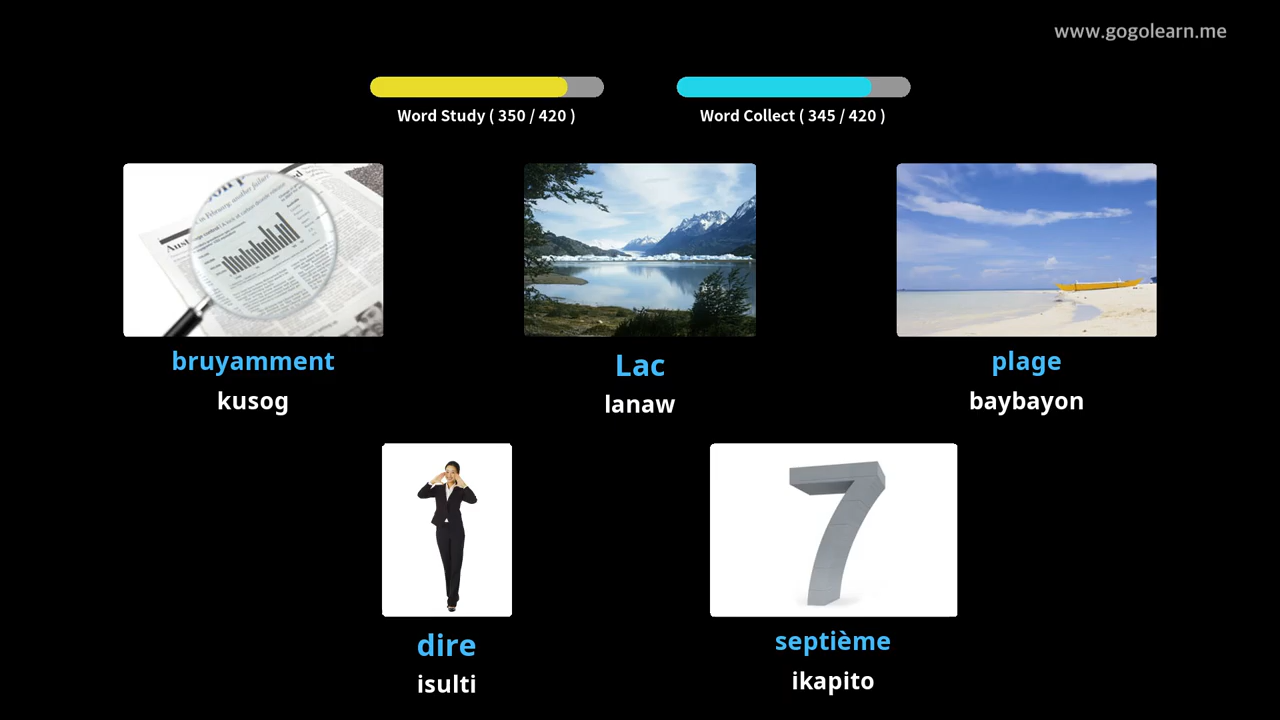 www.gogolearn.me
Word Study ( 350 / 420 )
Word Collect ( 345 / 420 )
bruyamment
kusog
Lac
lanaw
plage
baybayon
dire
isulti
septième
ikapito